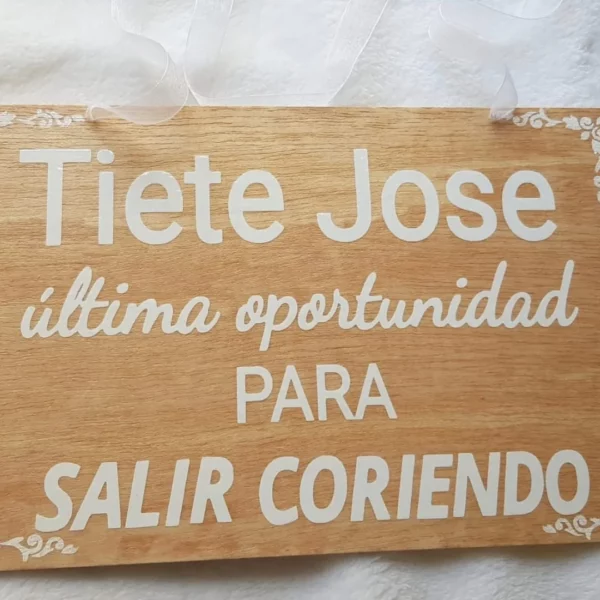 Tiete Jose
última oportunidad
PARA
SALIR CORIENDO